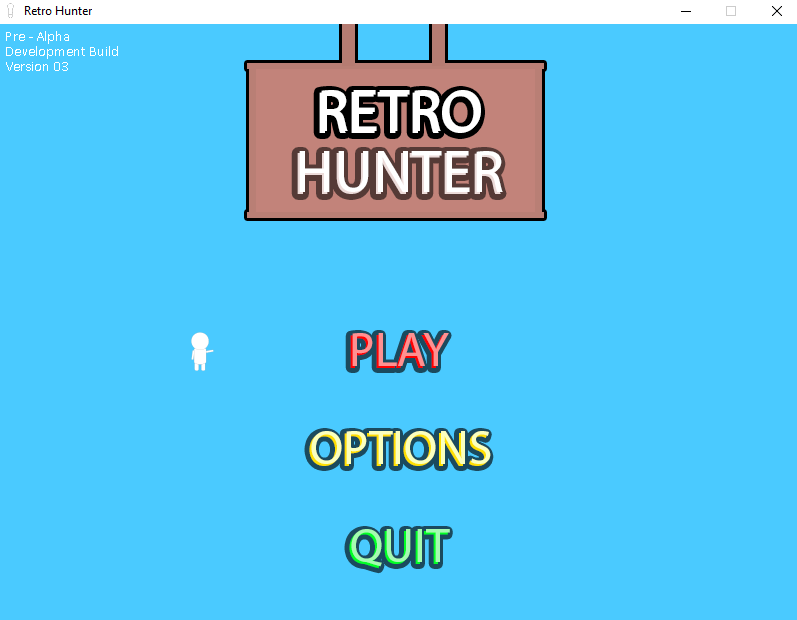 Retro Hunter
Pre - Alpha
Development Build
Version 03
RETRO
HUNTER
PLAY
OPTIONS
QUIT